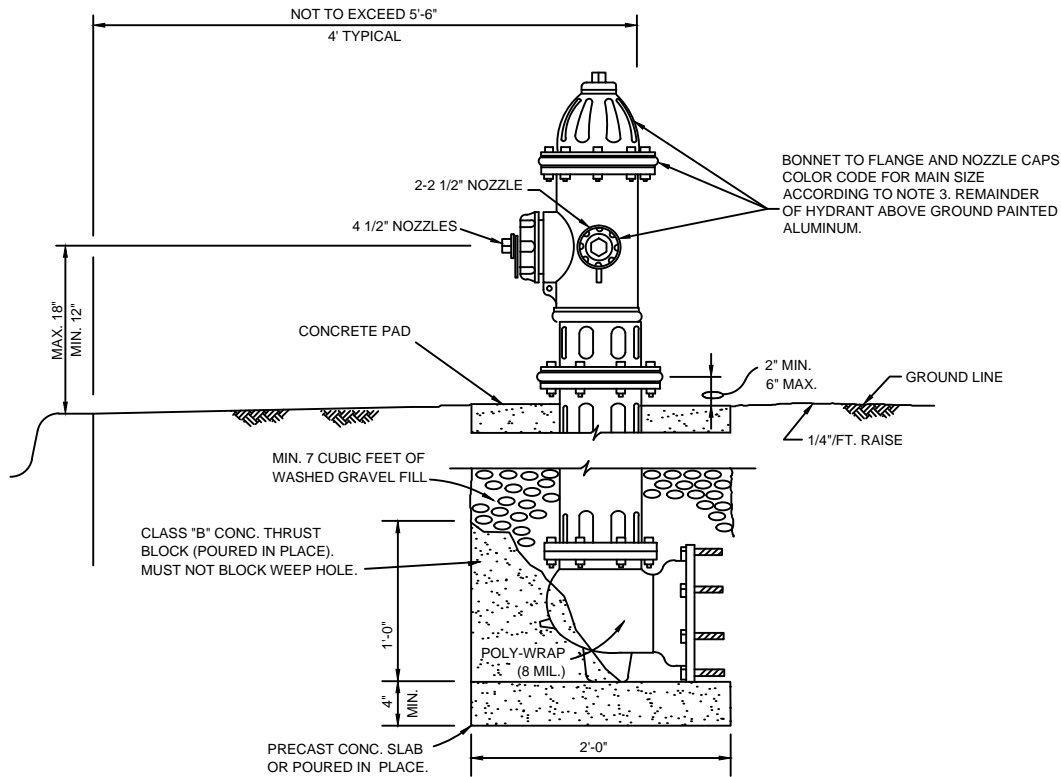 NOT TO EXCEED 5'-6"
4' TYPICAL
BONNET TO FLANGE AND NOZZLE CAPS
COLOR CODE FOR MAIN SIZE
ACCORDING TO NOTE 3. REMAINDER
OF HYDRANT ABOVE GROUND PAINTED
ALUMINUM.
2-2 1/2" NOZZLE
4 1/2" NOZZLES
MAX. 18"
MIN. 12"
CONCRETE PAD
2" MIN.
6" MAX.
GROUND LINE
1/4"/FT. RAISE
MIN. 7 CUBIC FEET OF
WASHED GRAVEL FILL
CLASS "B" CONC. THRUST
BLOCK (POURED IN PLACE).
MUST NOT BLOCK WEEP HOLE.
1'-0"
POLY-WRAP
(8 MIL.)
4"
MIN.
PRECAST CONC. SLAB
OR POURED IN PLACE.
2'-0"